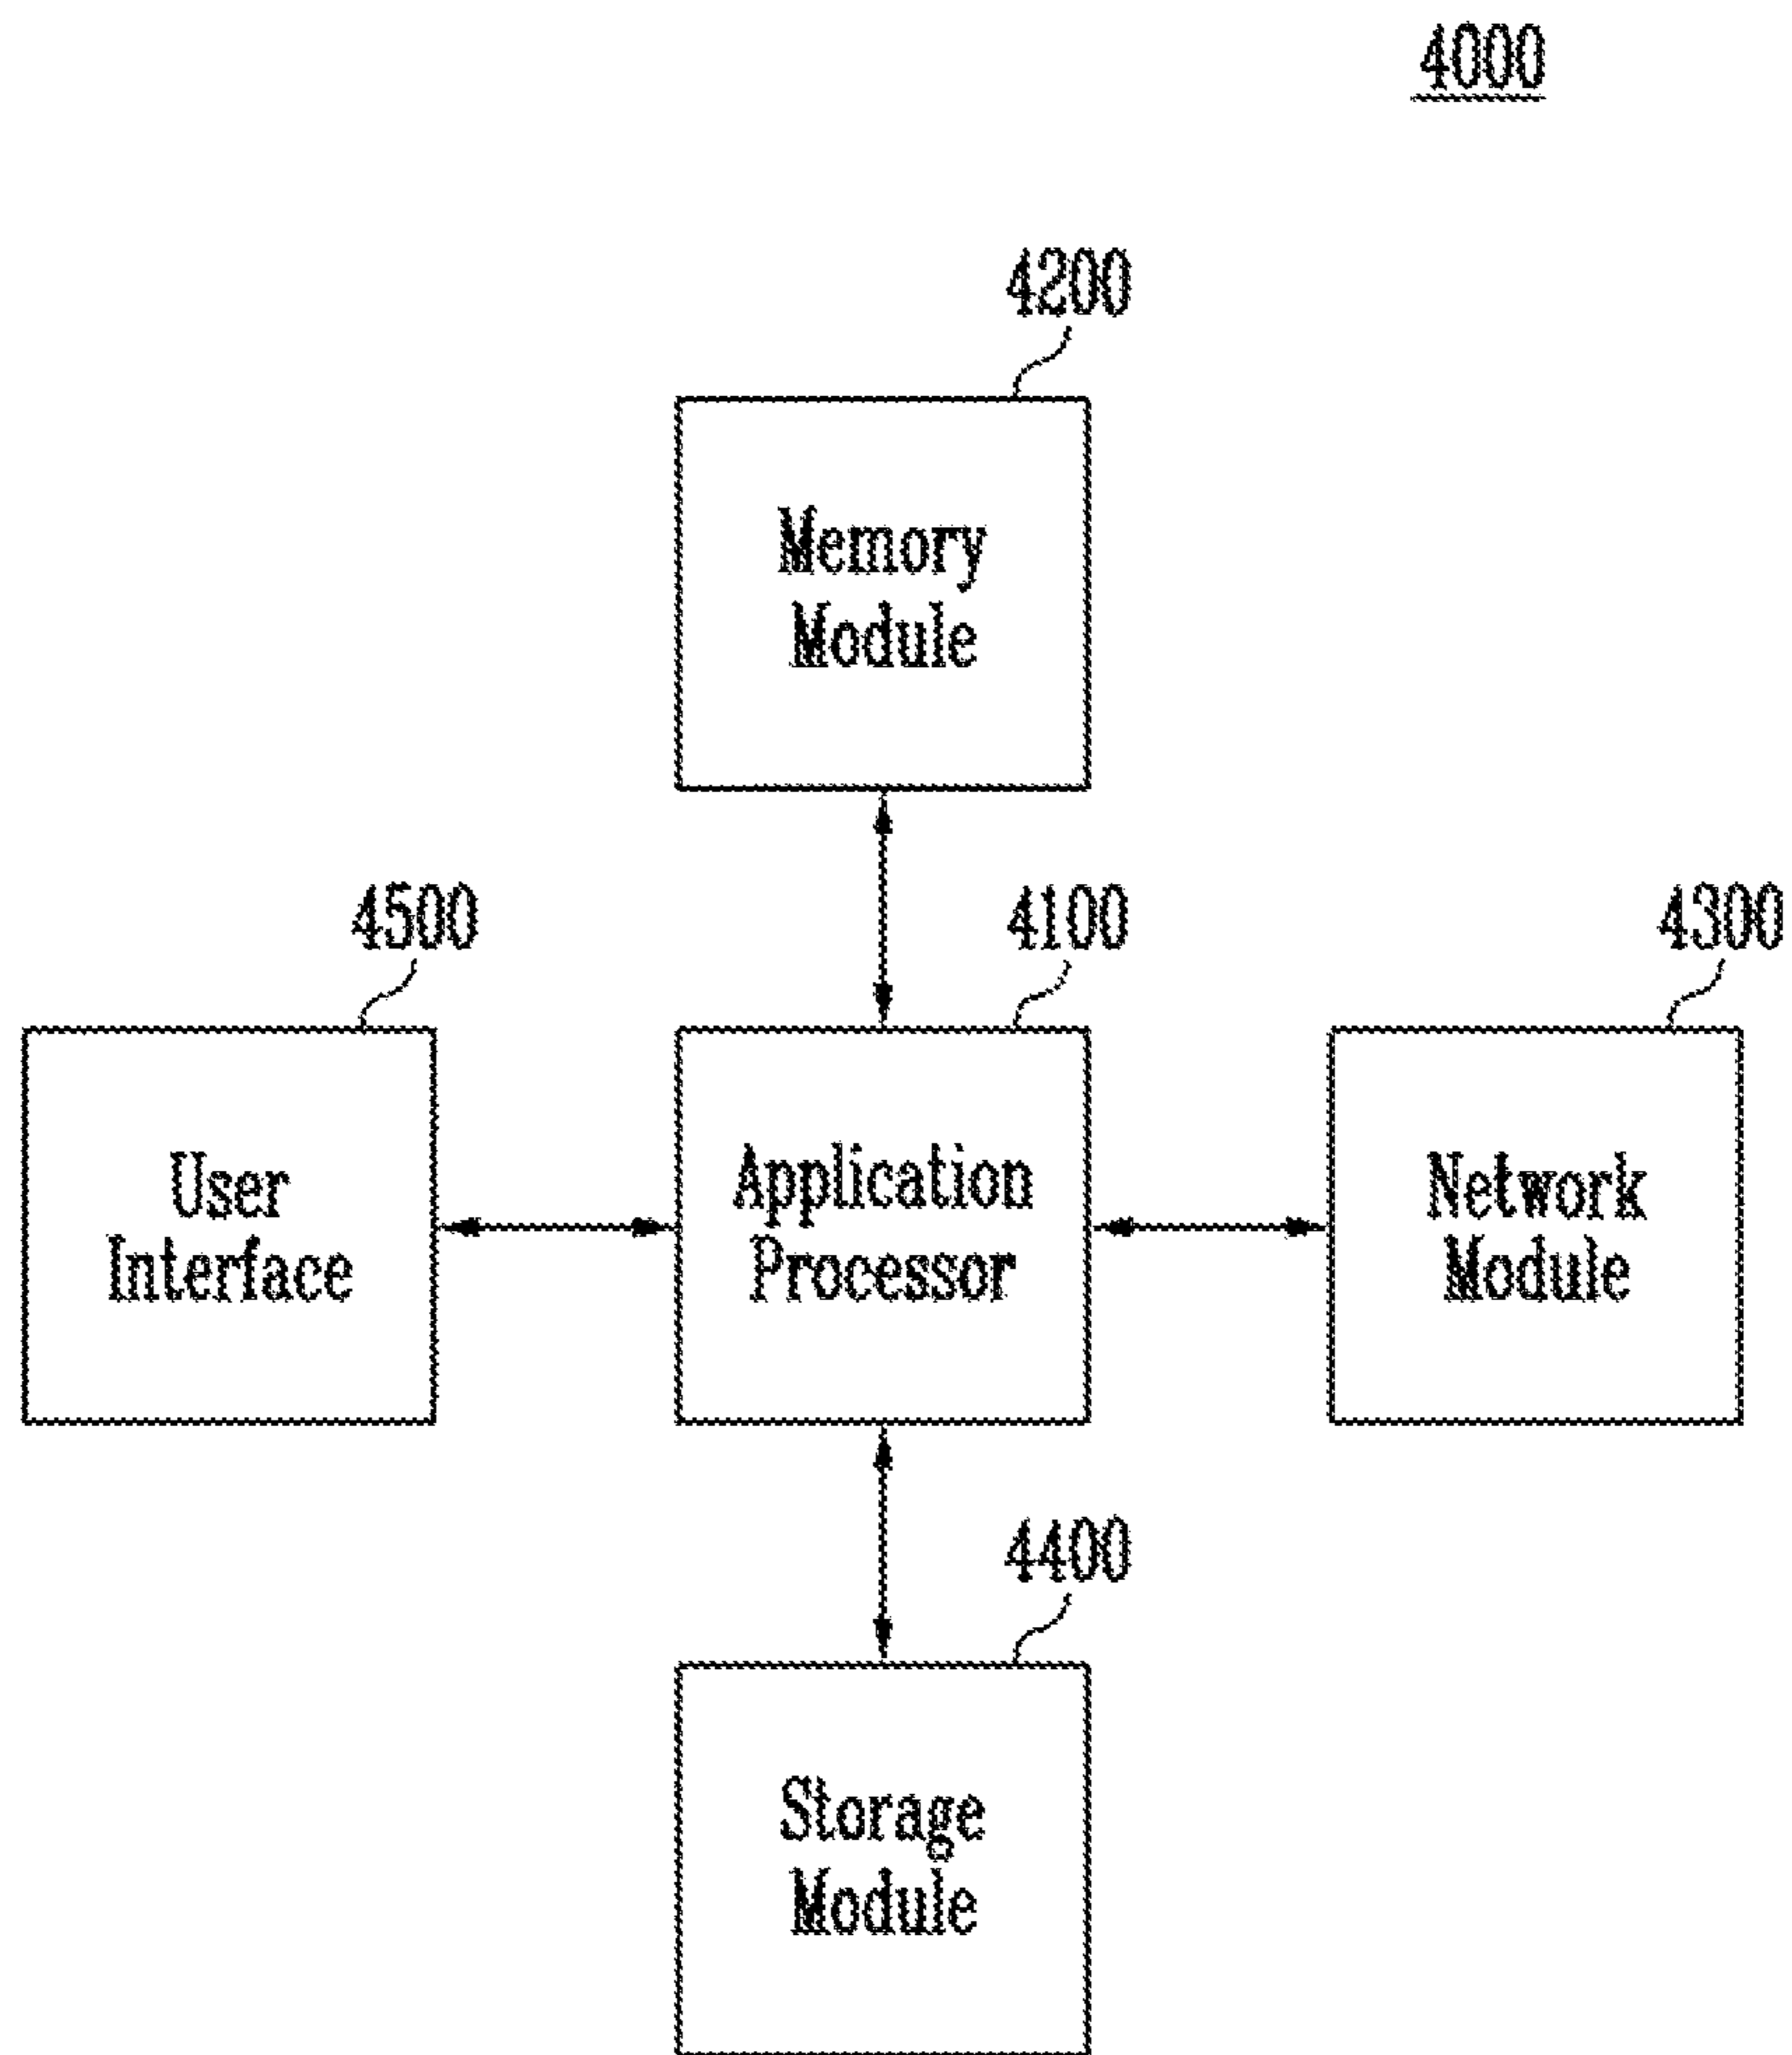 4000
4200
Memory
Module
4500
4100
4300
User
Interface
Application
Processor
Network
Module
4400
Storage
Module